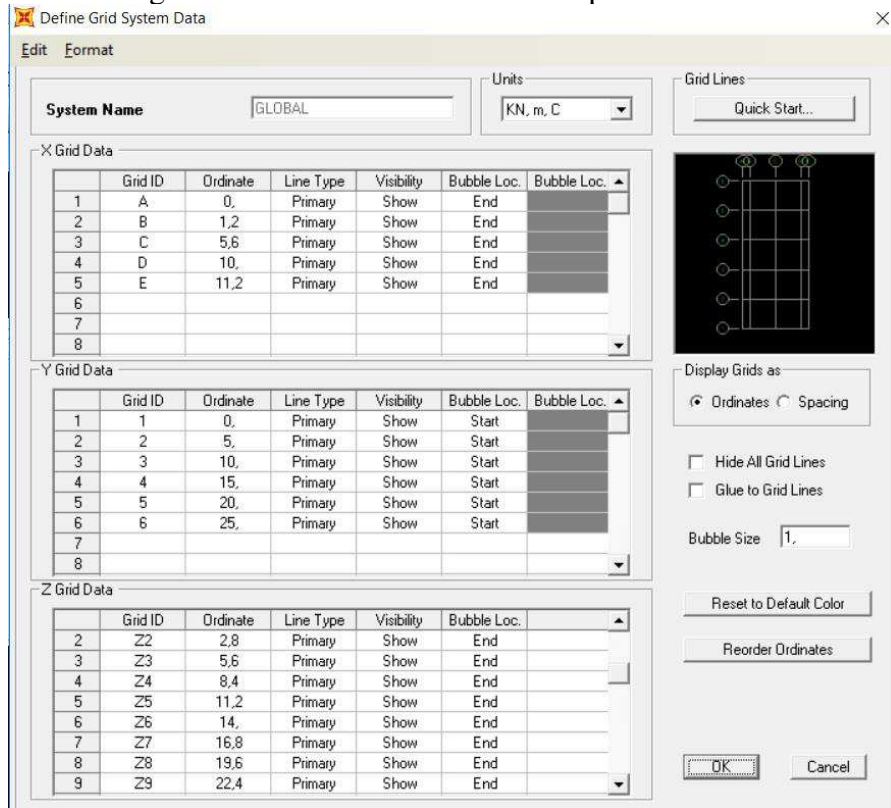 Define Grid System Data
Edit Format
System Name GLOBAL
Units
KN, m, C
Grid Lines
Quick Start...
X Grid Data
Grid ID Ordinate Line Type Visibility Bubble Loc. Bubble Loc.
1 A 0, Primary Show End
2 B 1,2 Primary Show End
3 C 5,6 Primary Show End
4 D 10, Primary Show End
5 E 11,2 Primary Show End
6
7
8
Y Grid Data
Grid ID Ordinate Line Type Visibility Bubble Loc. Bubble Loc.
1 1 0, Primary Show Start
2 2 5, Primary Show Start
3 3 10, Primary Show Start
4 4 15, Primary Show Start
5 5 20, Primary Show Start
6 6 25, Primary Show Start
7
8
Z Grid Data
Grid ID Ordinate Line Type Visibility Bubble Loc.
2 Z2 2,8 Primary Show End
3 Z3 5,6 Primary Show End
4 Z4 8,4 Primary Show End
5 Z5 11,2 Primary Show End
6 Z6 14, Primary Show End
7 Z7 16,8 Primary Show End
8 Z8 19,6 Primary Show End
9 Z9 22,4 Primary Show End
Display Grids as
Ordinates Spacing
Hide All Grid Lines
Glue to Grid Lines
Bubble Size 1,
Reset to Default Color
Reorder Ordinates
OK Cancel